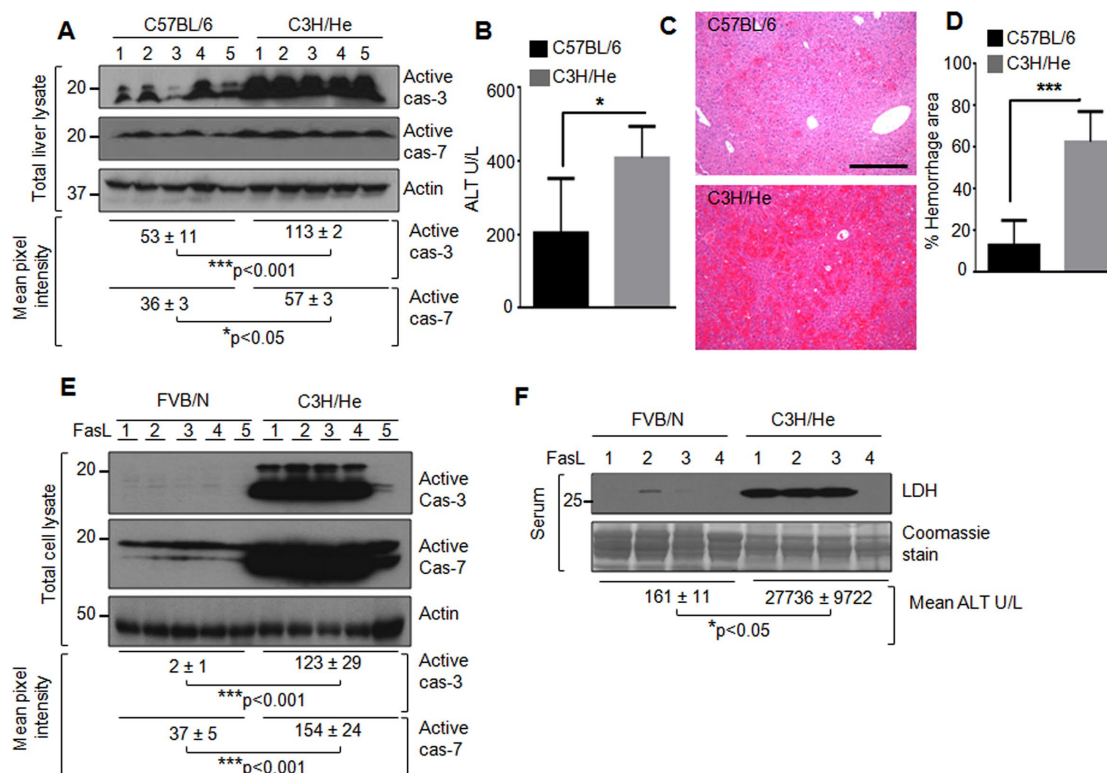 A
C57BL/6 C3H/He
1 2 3 4 5 1 2 3 4 5
Total liver lysate
20
Active
cas-3
20
Active
cas-7
37
Actin
Mean pixel
intensity
53 ± 11 113 ± 2
***p<0.001
Active
cas-3
36 ± 3 57 ± 3
*p<0.05
Active
cas-7
B
C57BL/6
C3H/He
ALT U/L
600
400
200
0
*
C
C57BL/6
C3H/He
D
C57BL/6
C3H/He
% Hemorrhage area
100
80
60
40
20
0
***
E
FVB/N C3H/He
FasL 1 2 3 4 5 1 2 3 4 5
Total cell lysate
20
Active
Cas-3
20
Active
Cas-7
50
Actin
Mean pixel
intensity
2 ± 1 123 ± 29
***p<0.001
Active
cas-3
37 ± 5 154 ± 24
***p<0.001
Active
cas-7
F
FVB/N C3H/He
FasL 1 2 3 4 1 2 3 4
Serum
25
LDH
Coomassie
stain
161 ± 11 27736 ± 9722
*p<0.05
Mean ALT U/L